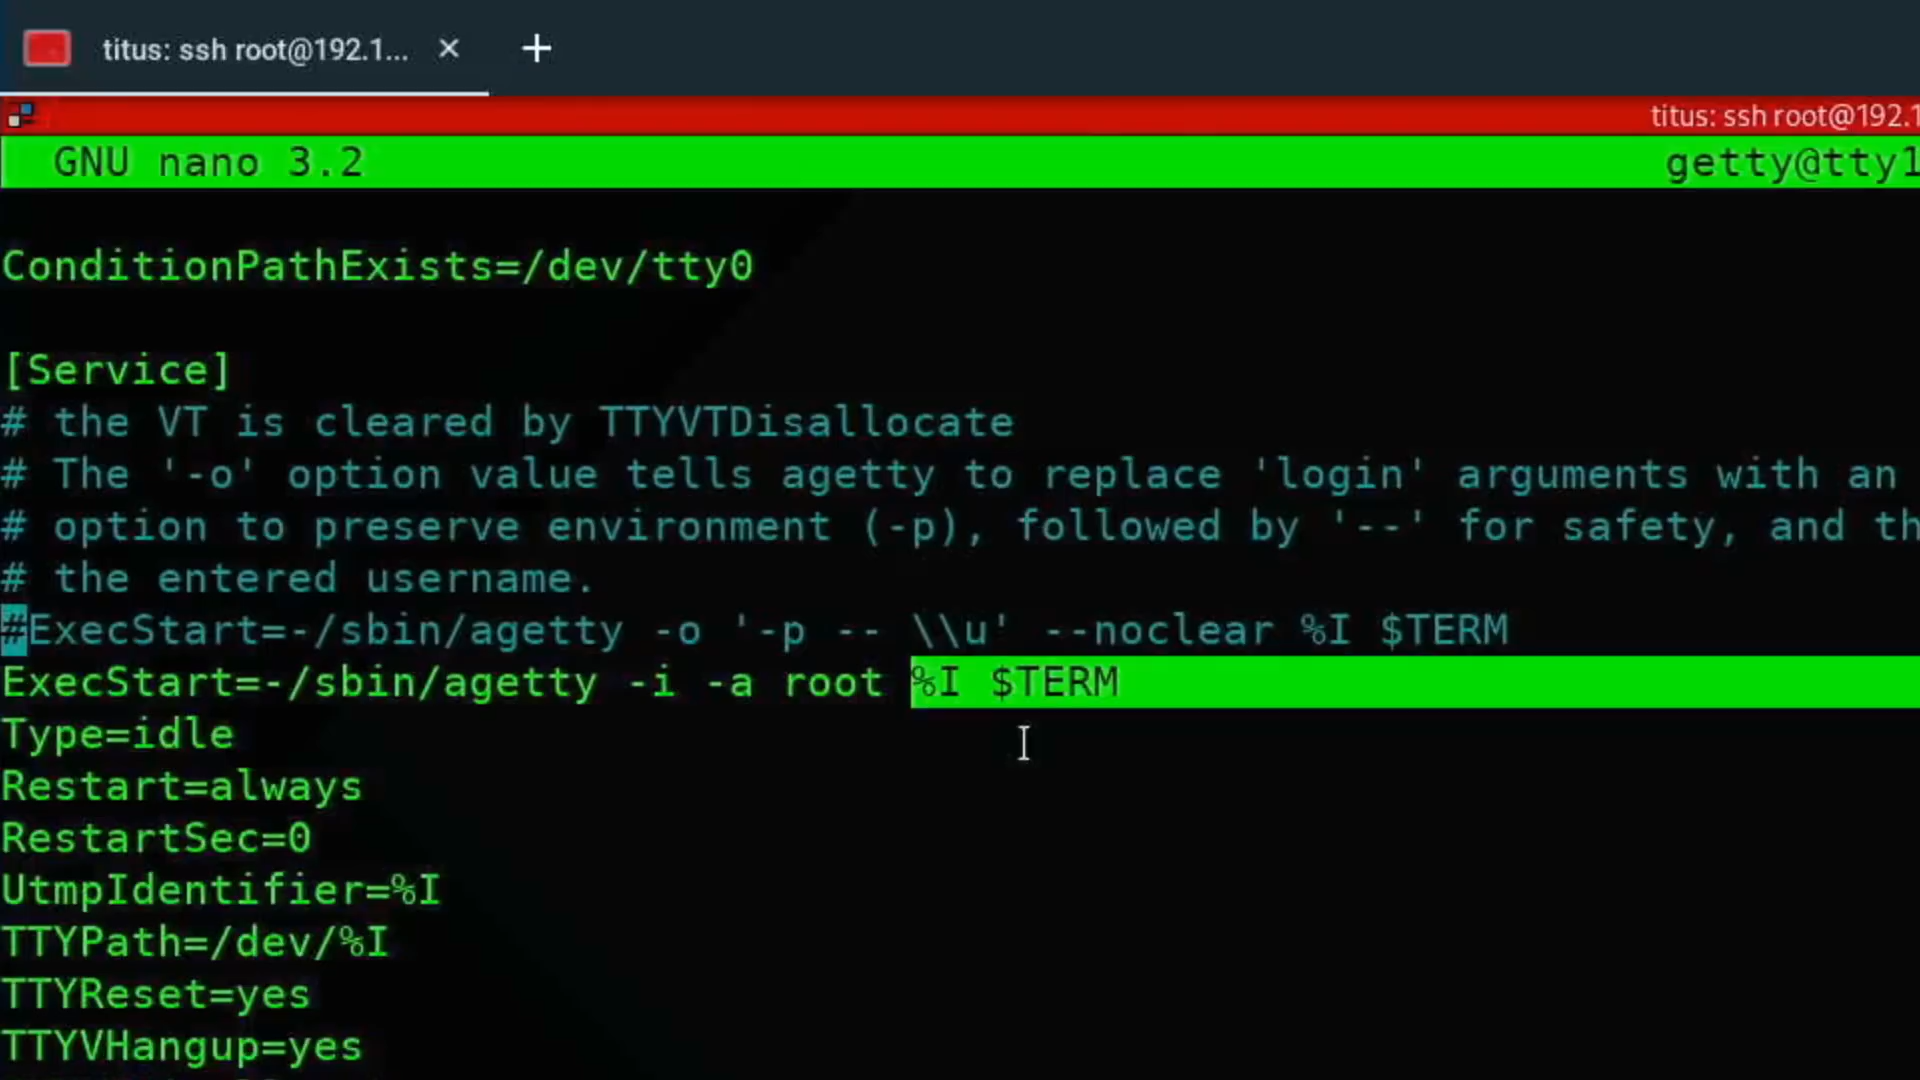 titus: ssh root@192.1...
titus: ssh root@192.1
GNU nano 3.2 getty@tty1
ConditionPathExists=/dev/tty0
[Service]
# the VT is cleared by TTYVTDisallocate
# The '-o' option value tells agetty to replace 'login' arguments with an
# option to preserve environment (-p), followed by '--' for safety, and th
# the entered username.
#ExecStart=-/sbin/agetty -o '-p -- \\u' --noclear %I $TERM
ExecStart=-/sbin/agetty -i -a root %I $TERM
Type=idle
Restart=always
RestartSec=0
UtmpIdentifier=%I
TTYPath=/dev/%I
TTYReset=yes
TTYVHangup=yes